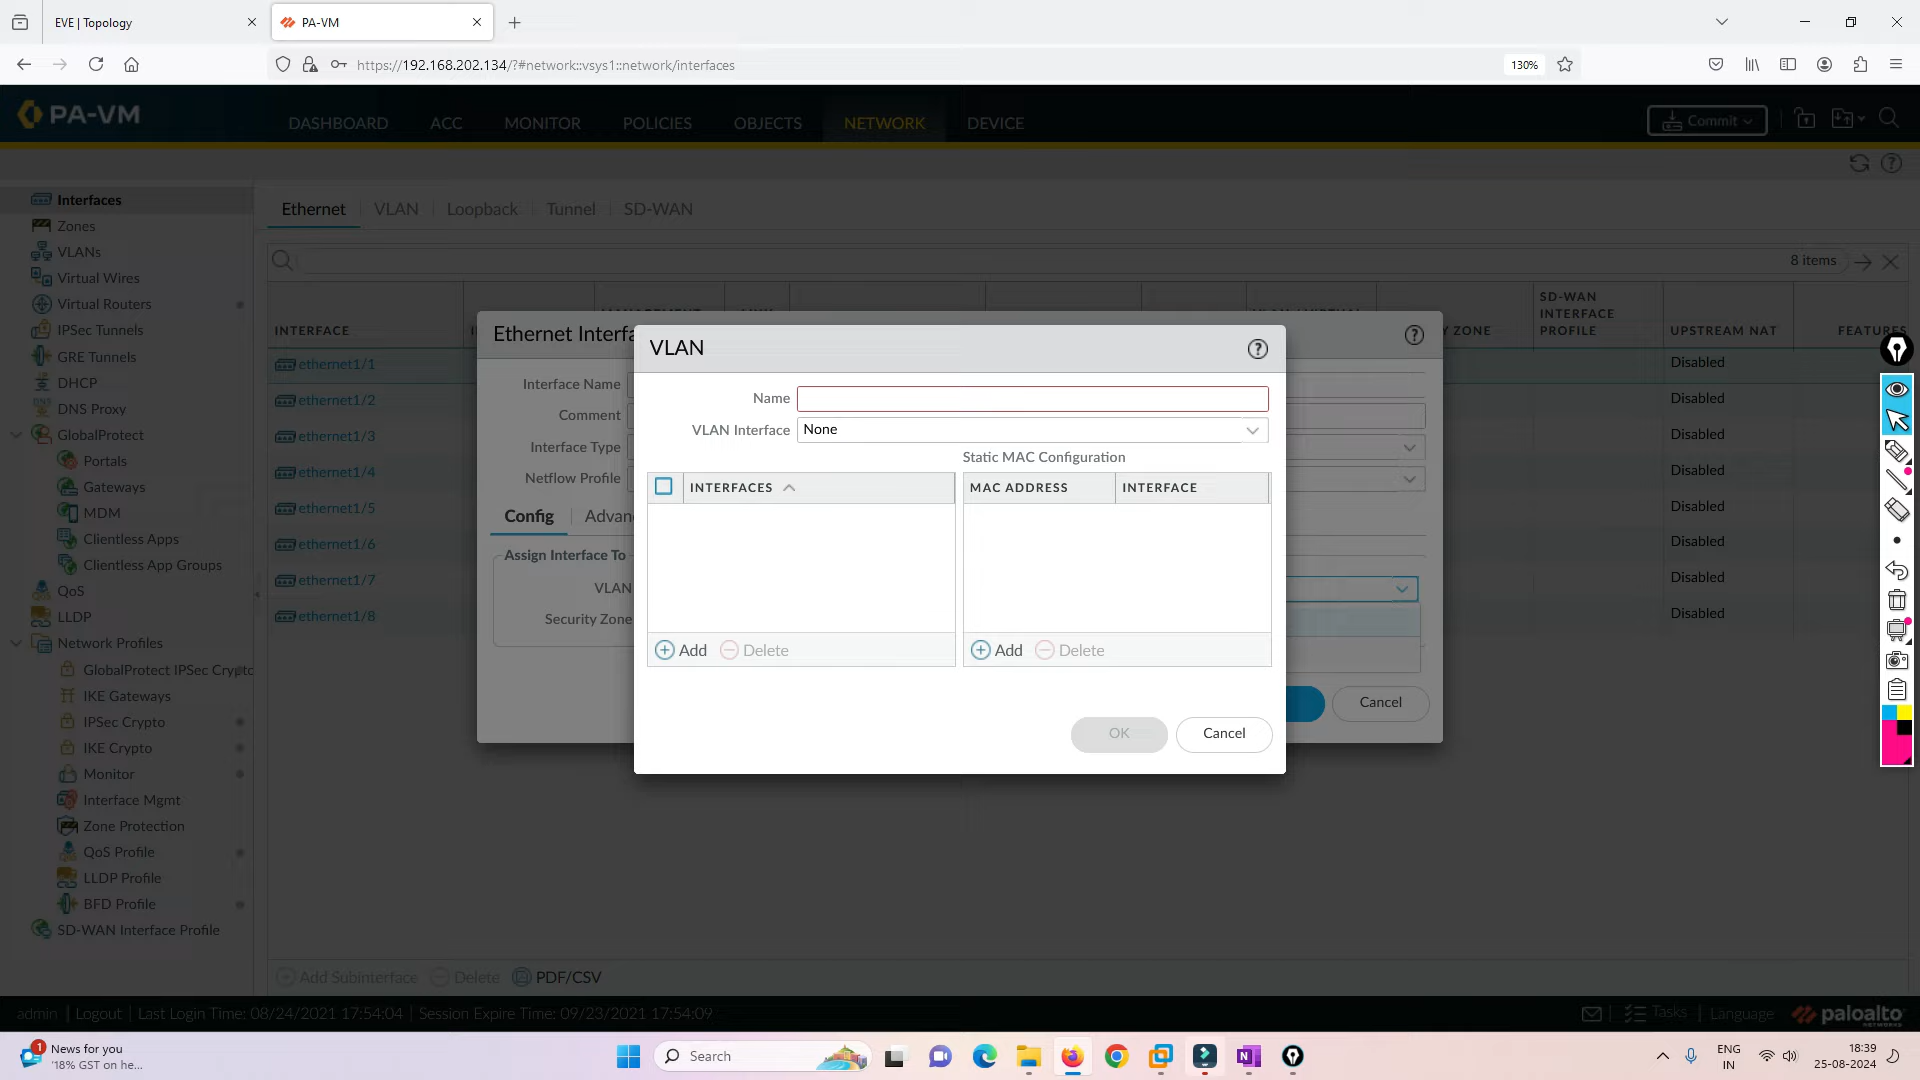 EVE | Topology
PA-VM
https://192.168.202.134/?#network::vsys1::network/interfaces
130%
PA-VM
DASHBOARD
ACC
MONITOR
POLICIES
OBJECTS
NETWORK
DEVICE
Commit
Interfaces
Zones
VLANs
Virtual Wires
Virtual Routers
IPSec Tunnels
GRE Tunnels
DHCP
DNS Proxy
GlobalProtect
Portals
Gateways
MDM
Clientless Apps
Clientless App Groups
QoS
LLDP
Network Profiles
GlobalProtect IPSec Crypto
IKE Gateways
IPSec Crypto
IKE Crypto
Monitor
Interface Mgmt
Zone Protection
QoS Profile
LLDP Profile
BFD Profile
SD-WAN Interface Profile
Ethernet
VLAN
Loopback
Tunnel
SD-WAN
8 items
INTERFACE
ZONE
SD-WAN
INTERFACE
PROFILE
UPSTREAM NAT
FEATURES
ethernet1/1
Disabled
ethernet1/2
Disabled
ethernet1/3
Disabled
ethernet1/4
Disabled
ethernet1/5
Disabled
ethernet1/6
Disabled
ethernet1/7
Disabled
ethernet1/8
Disabled
Ethernet Interfa
Interface Name
Comment
Interface Type
Netflow Profile
Config
Advan
Assign Interface To
VLAN
Security Zone
Cancel
VLAN
Name
VLAN Interface
None
Static MAC Configuration
INTERFACES
MAC ADDRESS
INTERFACE
Add
Delete
Add
Delete
OK
Cancel
Add Subinterface
Delete
PDF/CSV
admin | Logout | Last Login Time: 08/24/2021 17:54:04 | Session Expire Time: 09/23/2021 17:54:09
Tasks | Language
paloalto
NETWORKS
1
News for you
'18% GST on he...
Search
ENG
IN
18:39
25-08-2024